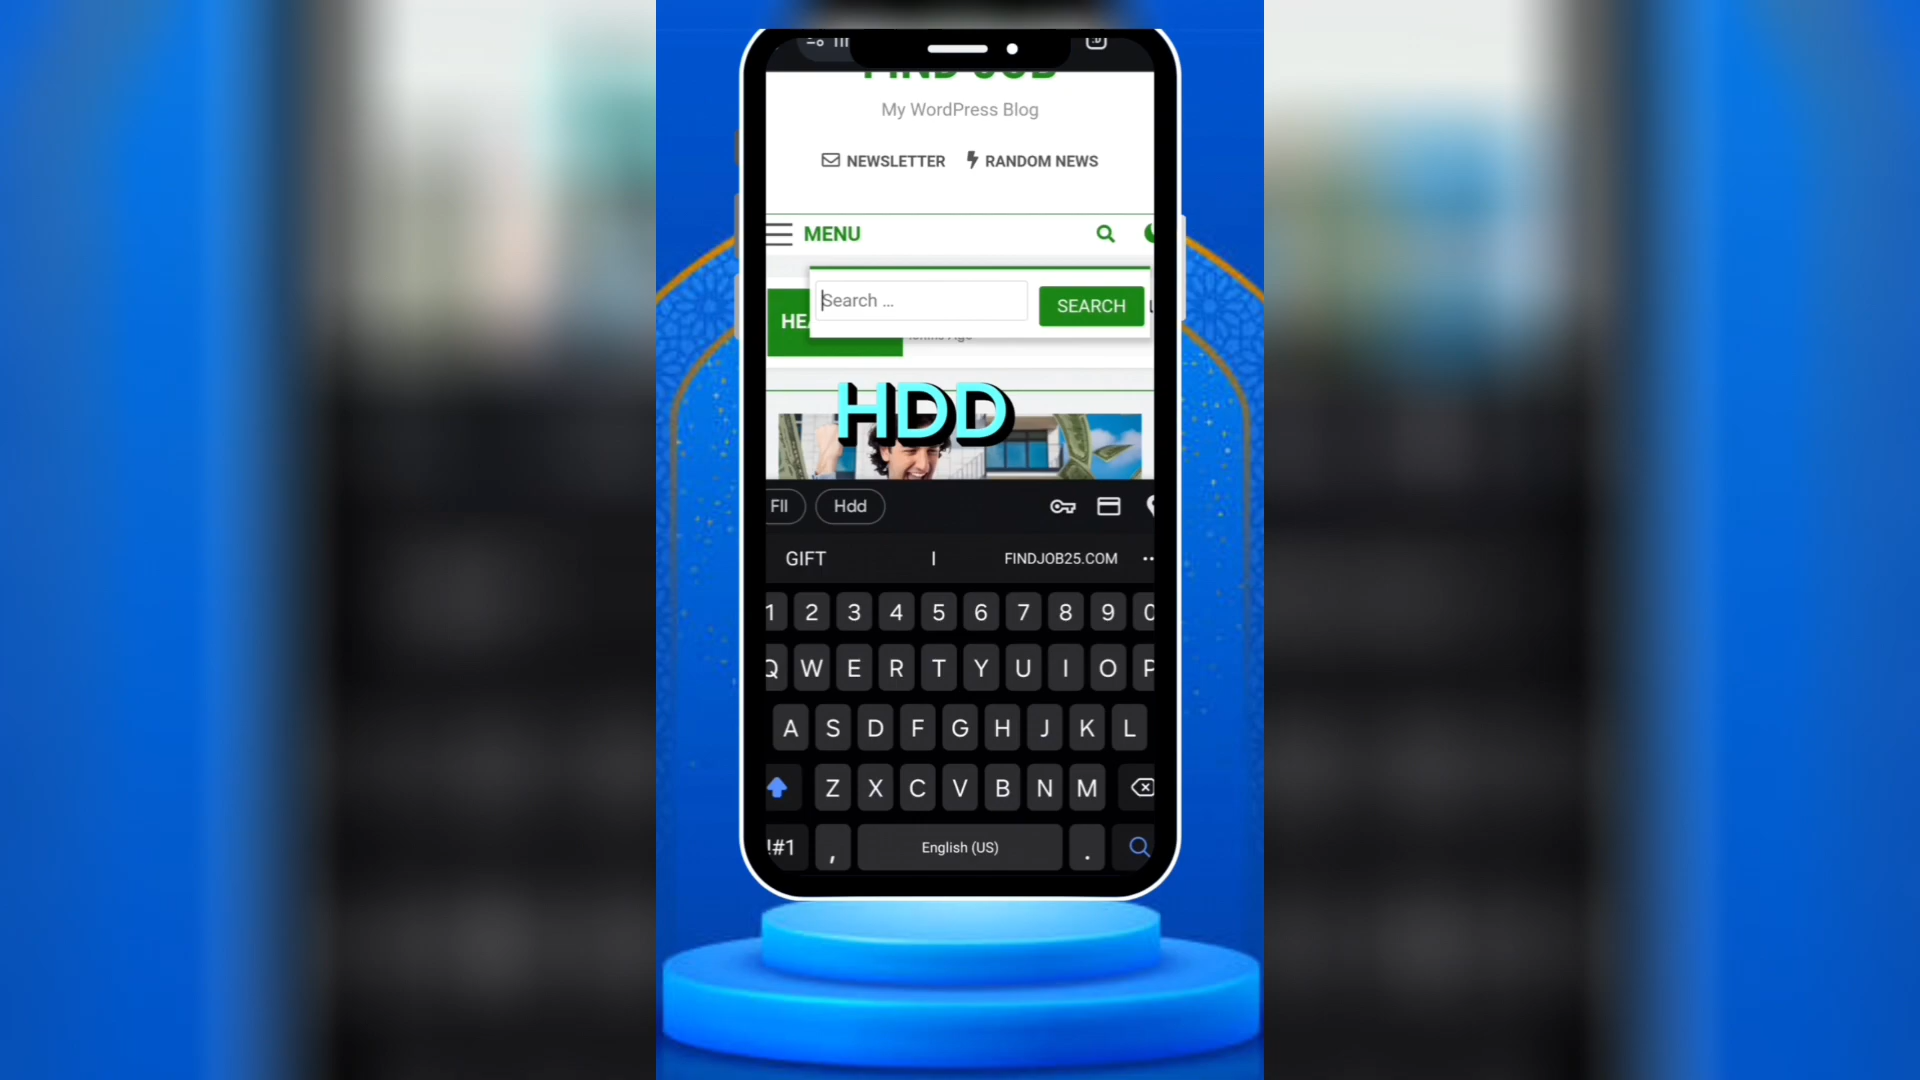 FIND JOB
My WordPress Blog
NEWSLETTER RANDOM NEWS
MENU
Search ...
SEARCH
HEA
HDD
Fll Hdd
GIFT I FINDJOB25.COM
1 2 3 4 5 6 7 8 9 0
Q W E R T Y U I O P
A S D F G H J K L
Z X C V B N M
!#1 , English (US) .